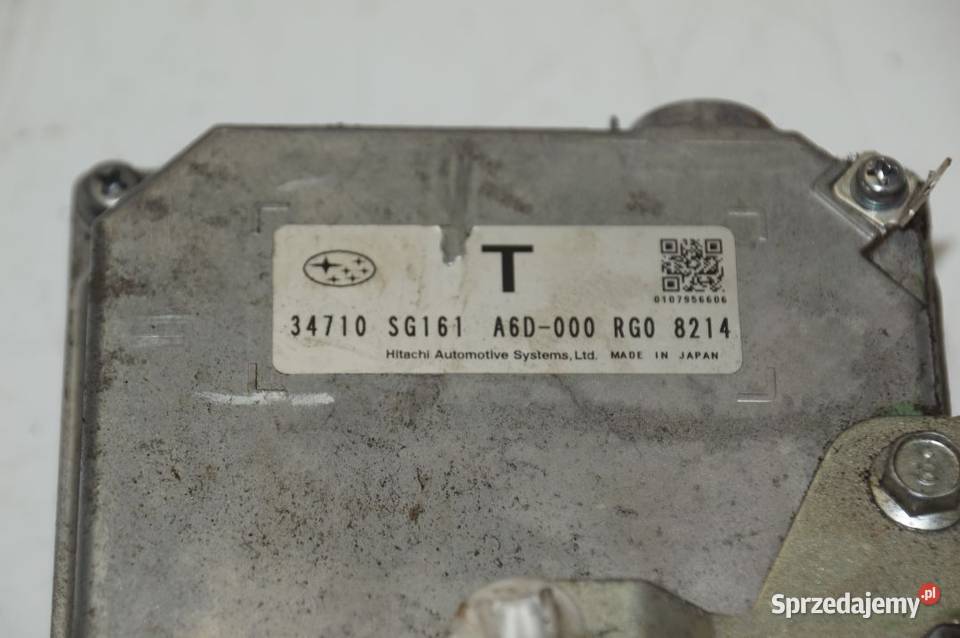 T
0107956606
34710 SG161 A6D-000 RG0 8214
Hitachi Automotive Systems, Ltd. MADE IN JAPAN
Sprzedajemy.pl